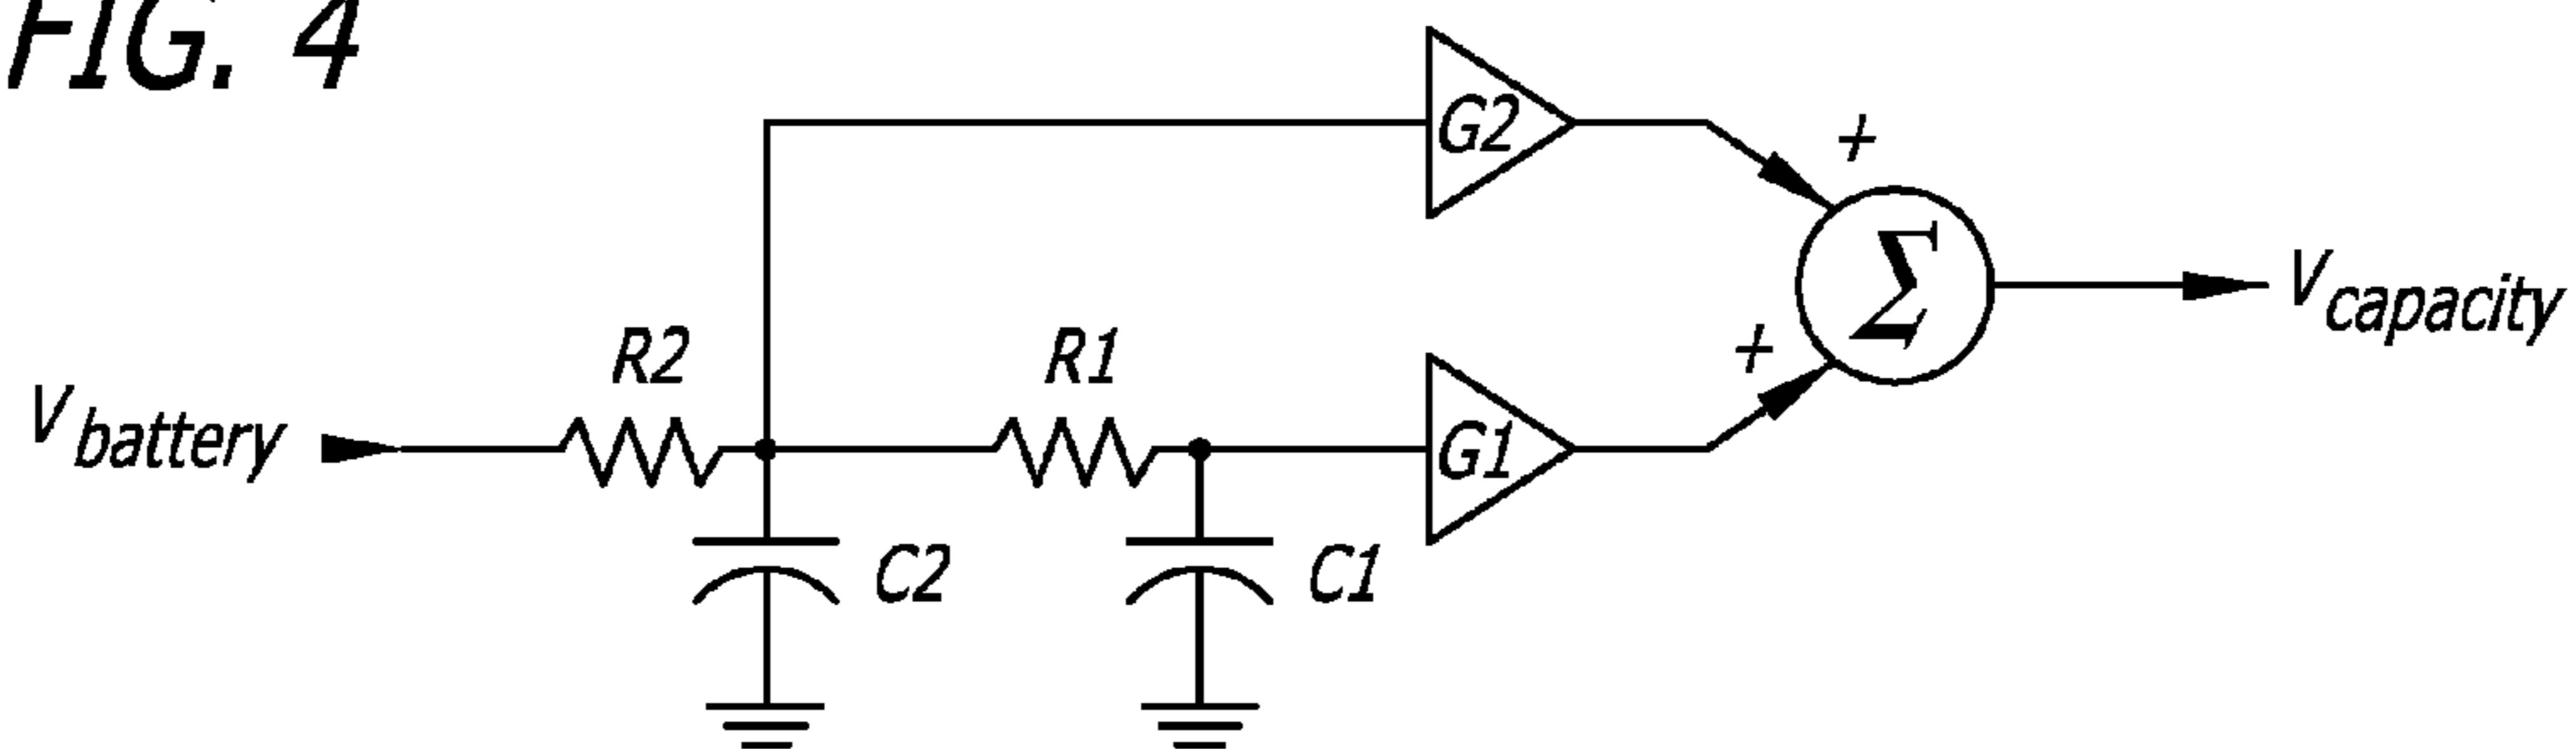 FIG. 4
G2
+
Σ
V capacity
+
R2
R1
V battery
G1
C2
C1